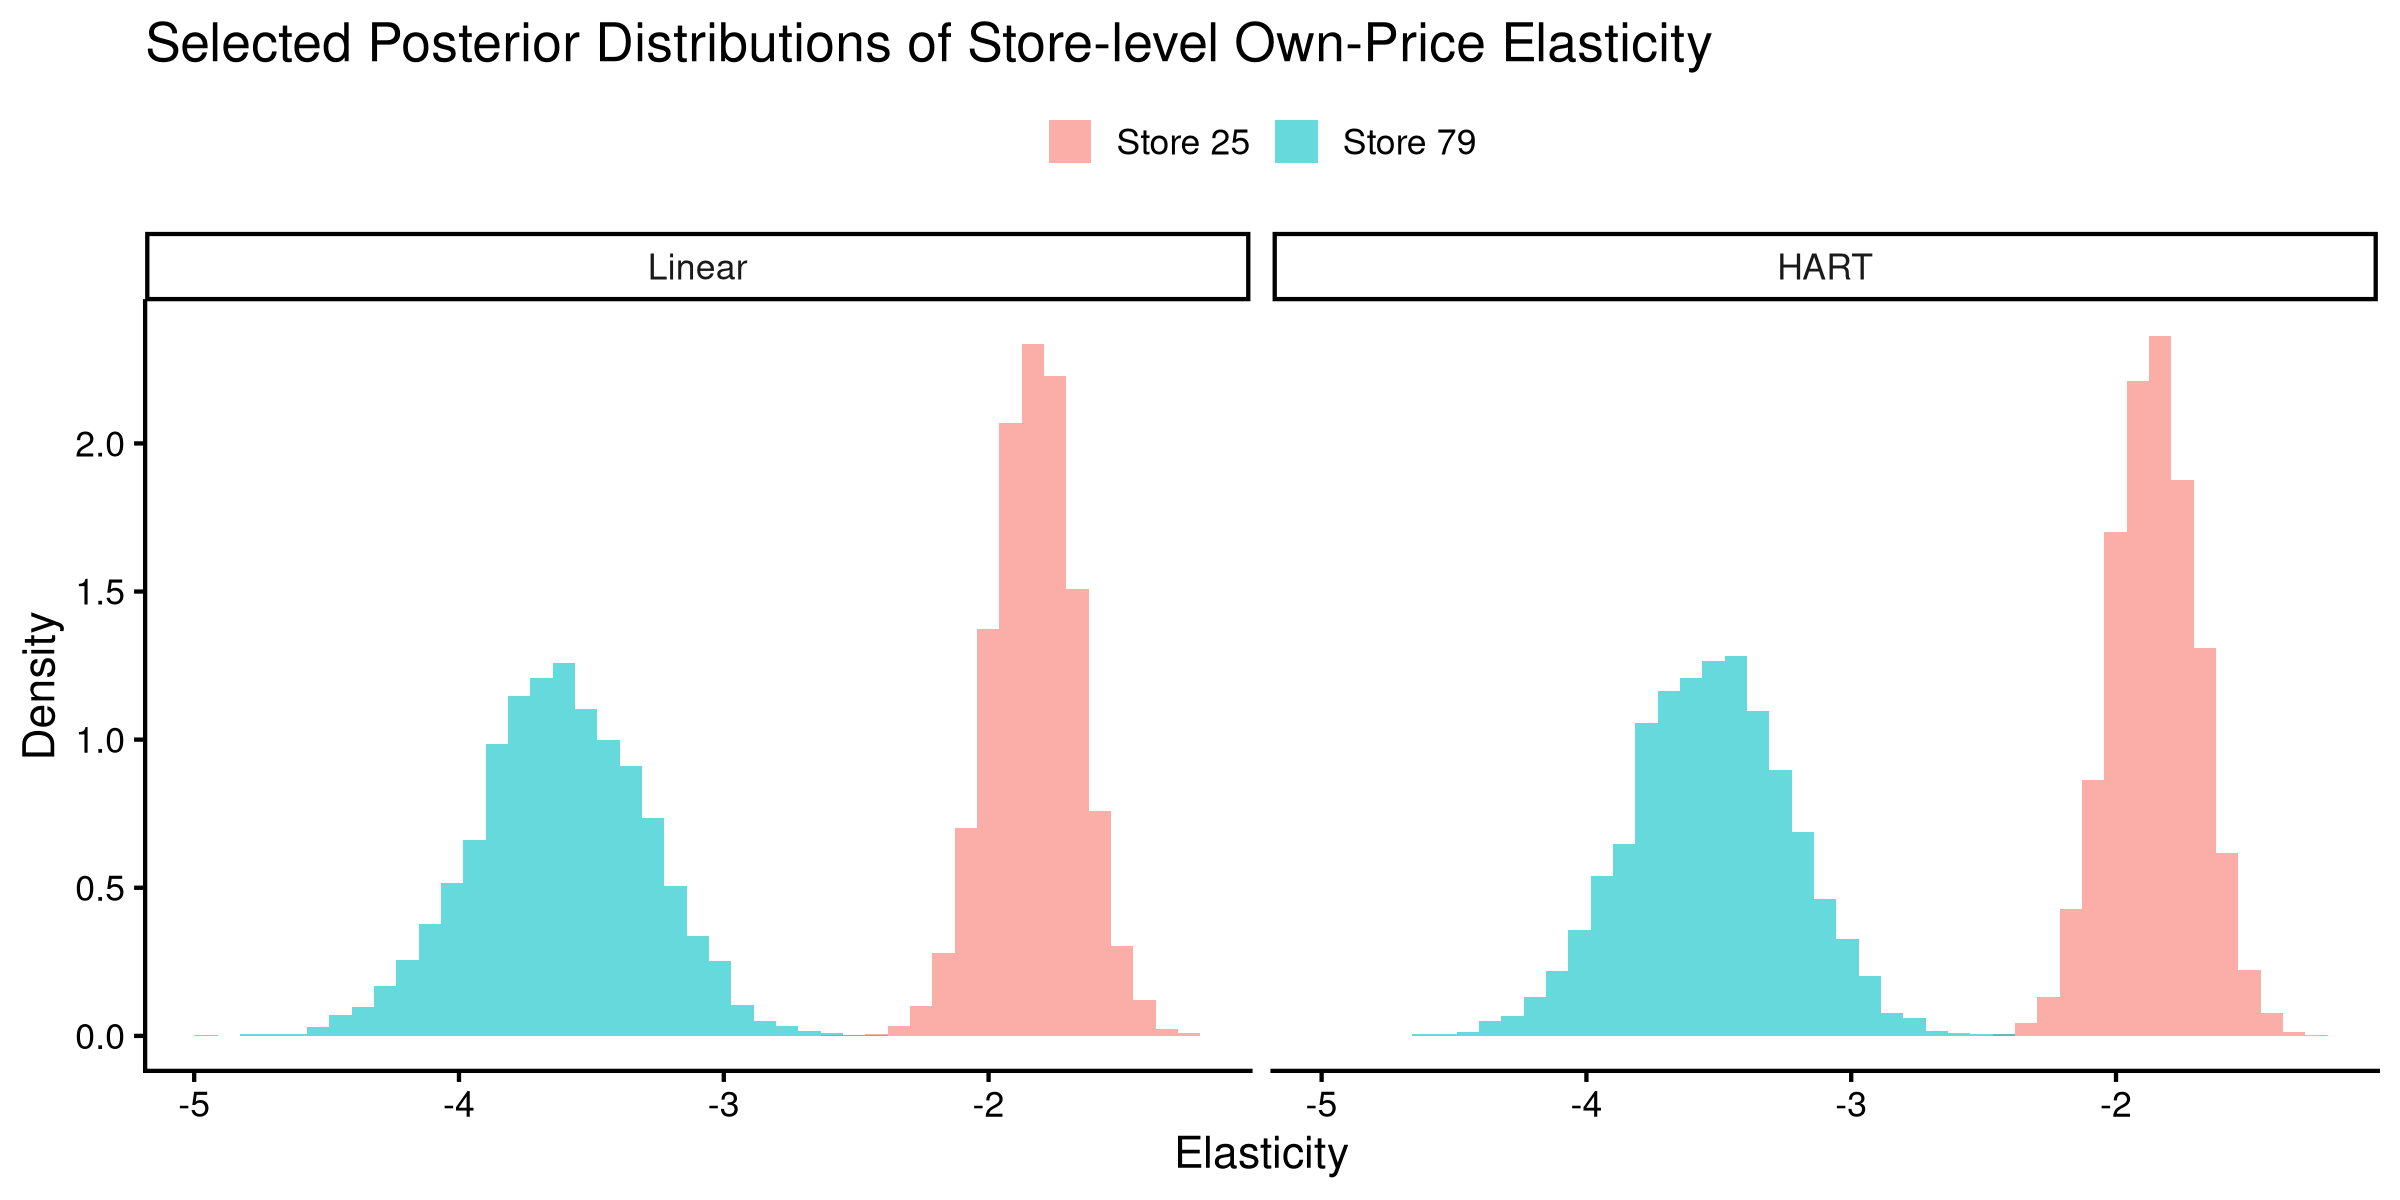 Selected Posterior Distributions of Store-level Own-Price Elasticity
Store 25 Store 79
Linear HART
Density
2.0
1.5
1.0
0.5
0.0
-5 -4 -3 -2 -5 -4 -3 -2
Elasticity